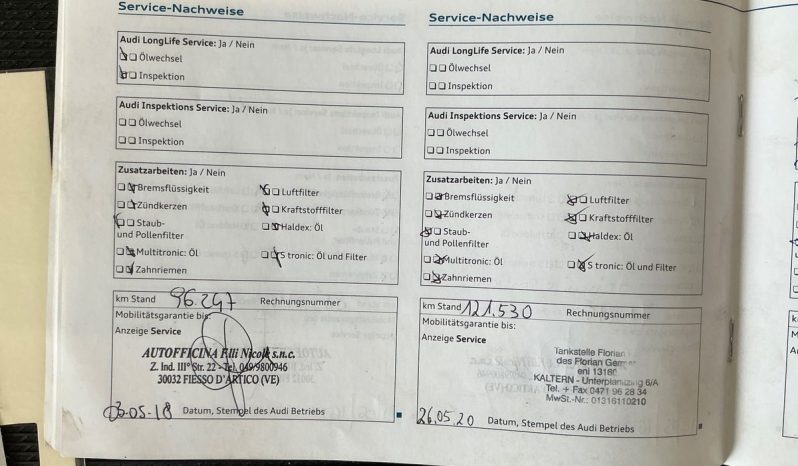 Service-Nachweise
Audi LongLife Service: Ja / Nein
Ölwechsel
Inspektion
Audi Inspektions Service: Ja / Nein
Ölwechsel
Inspektion
Zusatzarbeiten: Ja / Nein
Bremsflüssigkeit
Luftfilter
Zündkerzen
Kraftstofffilter
Staub-
und Pollenfilter
Haldex: Öl
Multitronic: Öl
S tronic: Öl und Filter
Zahnriemen
km Stand 96.247 Rechnungsnummer
Mobilitätsgarantie bis:
Anzeige Service
AUTOFFICINA F.lli Nicolè s.n.c.
Z. Ind. III° Str. 22 - Tel. 049/9800946
30032 FIESSO D'ARTICO (VE)
03-05-18 Datum, Stempel des Audi Betriebs
Service-Nachweise
Audi LongLife Service: Ja / Nein
Ölwechsel
Inspektion
Audi Inspektions Service: Ja / Nein
Ölwechsel
Inspektion
Zusatzarbeiten: Ja / Nein
Bremsflüssigkeit
Luftfilter
Zündkerzen
Kraftstofffilter
Staub-
und Pollenfilter
Haldex: Öl
Multitronic: Öl
S tronic: Öl und Filter
Zahnriemen
km Stand 121.530 Rechnungsnummer
Mobilitätsgarantie bis:
Anzeige Service
Tankstelle Florian
des Florian
KALTERN - Unterplanizing 6/A
Tel. + Fax 0471 96 28 34
MwSt.-Nr.: 01316110210
26.05.20 Datum, Stempel des Audi Betriebs